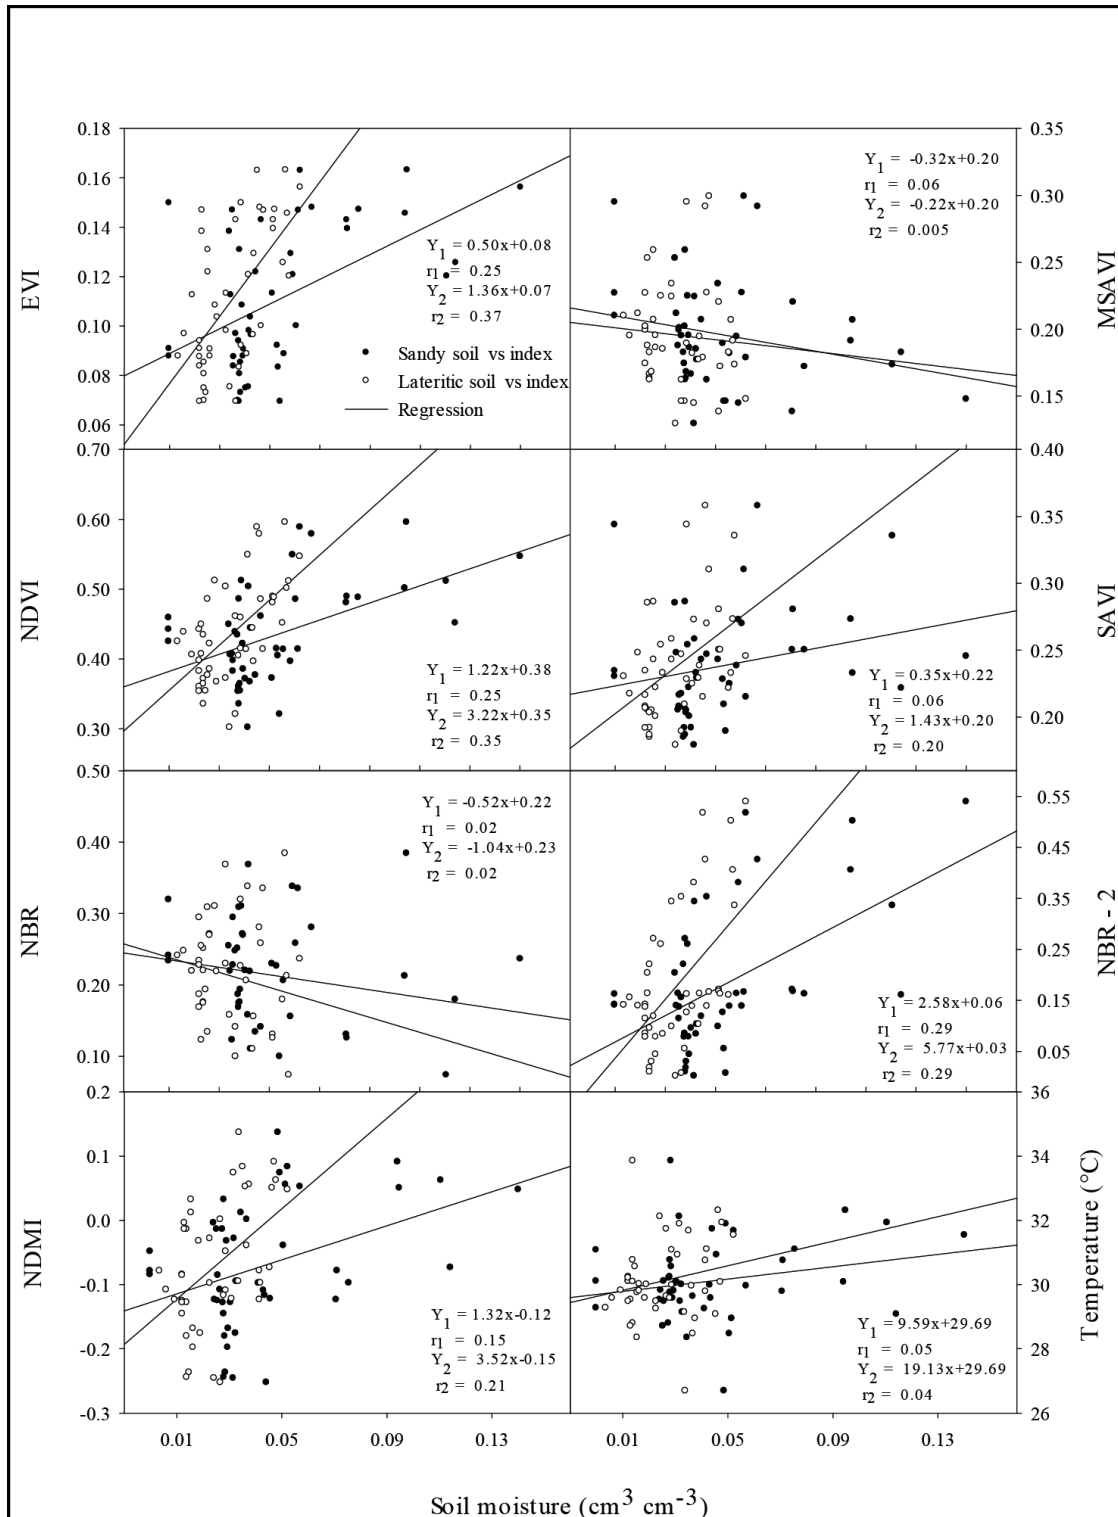 0.18
0.16
0.14
0.12
0.10
0.08
0.06
EVI
Y1 = 0.50x+0.08
r1 = 0.25
Y2 = 1.36x+0.07
r2 = 0.37
Sandy soil vs index
Lateritic soil vs index
Regression
Y1 = -0.32x+0.20
r1 = 0.06
Y2 = -0.22x+0.20
r2 = 0.005
0.35
0.30
0.25
0.20
0.15
MSAVI
0.70
0.60
0.50
0.40
0.30
NDVI
Y1 = 1.22x+0.38
r1 = 0.25
Y2 = 3.22x+0.35
r2 = 0.35
Y1 = 0.35x+0.22
r1 = 0.06
Y2 = 1.43x+0.20
r2 = 0.20
0.40
0.35
0.30
0.25
0.20
SAVI
0.50
0.40
0.30
0.20
0.10
NBR
Y1 = -0.52x+0.22
r1 = 0.02
Y2 = -1.04x+0.23
r2 = 0.02
Y1 = 2.58x+0.06
r1 = 0.29
Y2 = 5.77x+0.03
r2 = 0.29
0.55
0.45
0.35
0.25
0.15
0.05
NBR - 2
0.2
0.2
0.1
0.0
-0.1
-0.2
-0.3
NDMI
Y1 = 1.32x-0.12
r1 = 0.15
Y2 = 3.52x-0.15
r2 = 0.21
Y1 = 9.59x+29.69
r1 = 0.05
Y2 = 19.13x+29.69
r2 = 0.04
36
34
32
30
28
26
Temperature (°C)
0.01 0.05 0.09 0.13 0.01 0.05 0.09 0.13
Soil moisture (cm³ cm⁻³)